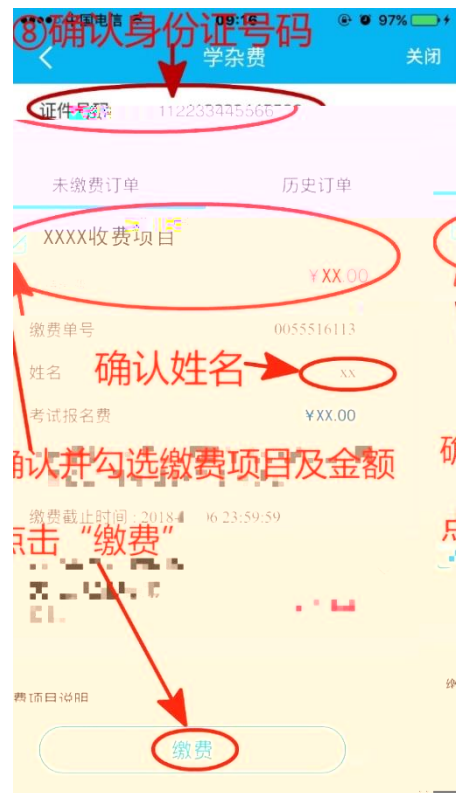 中国电信 09:16 97%
⑧确认身份证号码
学杂费 关闭
证件号码 112233445566
未缴费订单 历史订单
XXXX收费项目
¥XX.00
缴费单号 0055516113
姓名 确认姓名 xx
考试报名费 ¥XX.00
确认并勾选缴费项目及金额
缴费截止时间：2018 06 23:59:59
点击“缴费”
费项目说明
缴费